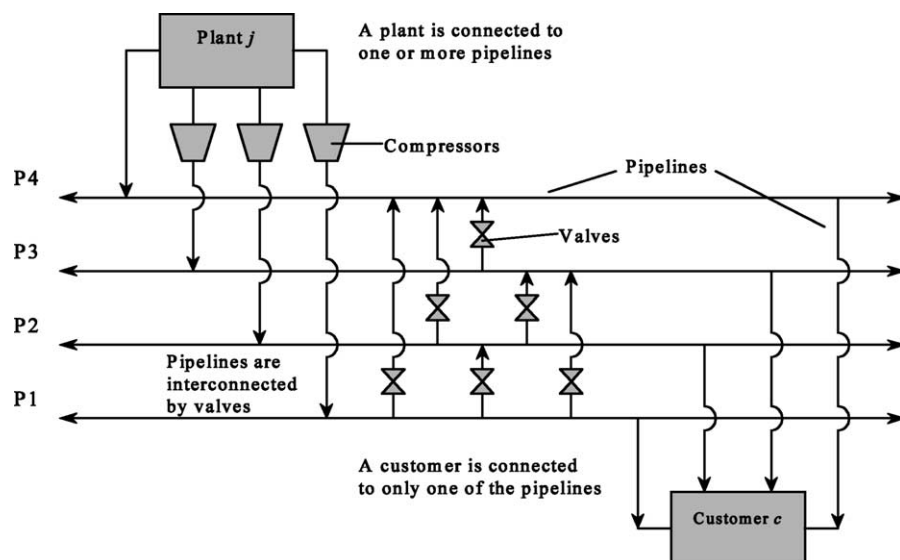 Plant j
A plant is connected to
one or more pipelines
Compressors
P4
Pipelines
Valves
P3
P2
Pipelines are
interconnected
by valves
P1
A customer is connected
to only one of the pipelines
Customer c